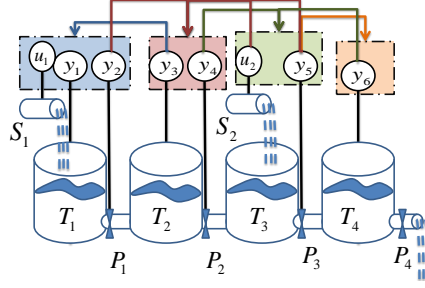 u₁ y₁ y₂ y₃ y₄ u₂ y₅ y₆
S₁ S₂
T₁ T₂ T₃ T₄
P₁ P₂ P₃ P₄